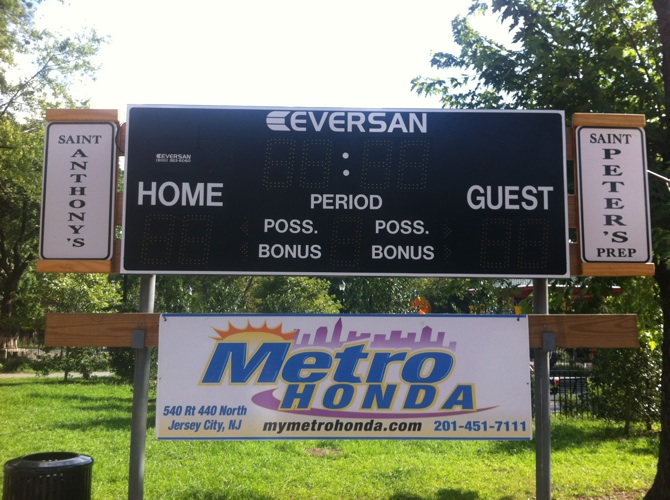 SAINT
ANTHONY'S
EVERSAN
EVERSAN
HOME
GUEST
PERIOD
POSS.
POSS.
BONUS
BONUS
SAINT
PETER'S
PREP
Metro
HONDA
540 Rt 440 North
Jersey City, NJ
mymetrohonda.com
201-451-7111